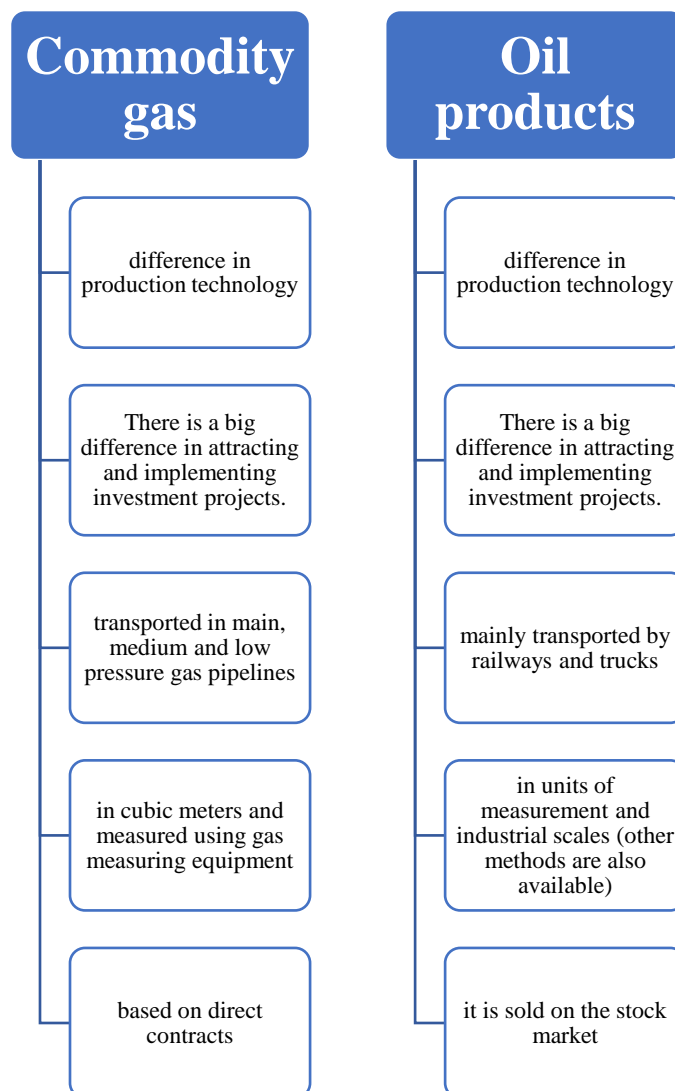 Commodity
gas
difference in
production technology
There is a big
difference in attracting
and implementing
investment projects.
transported in main,
medium and low
pressure gas pipelines
in cubic meters and
measured using gas
measuring equipment
based on direct
contracts
Oil
products
difference in
production technology
There is a big
difference in attracting
and implementing
investment projects.
mainly transported by
railways and trucks
in units of
measurement and
industrial scales (other
methods are also
available)
it is sold on the stock
market